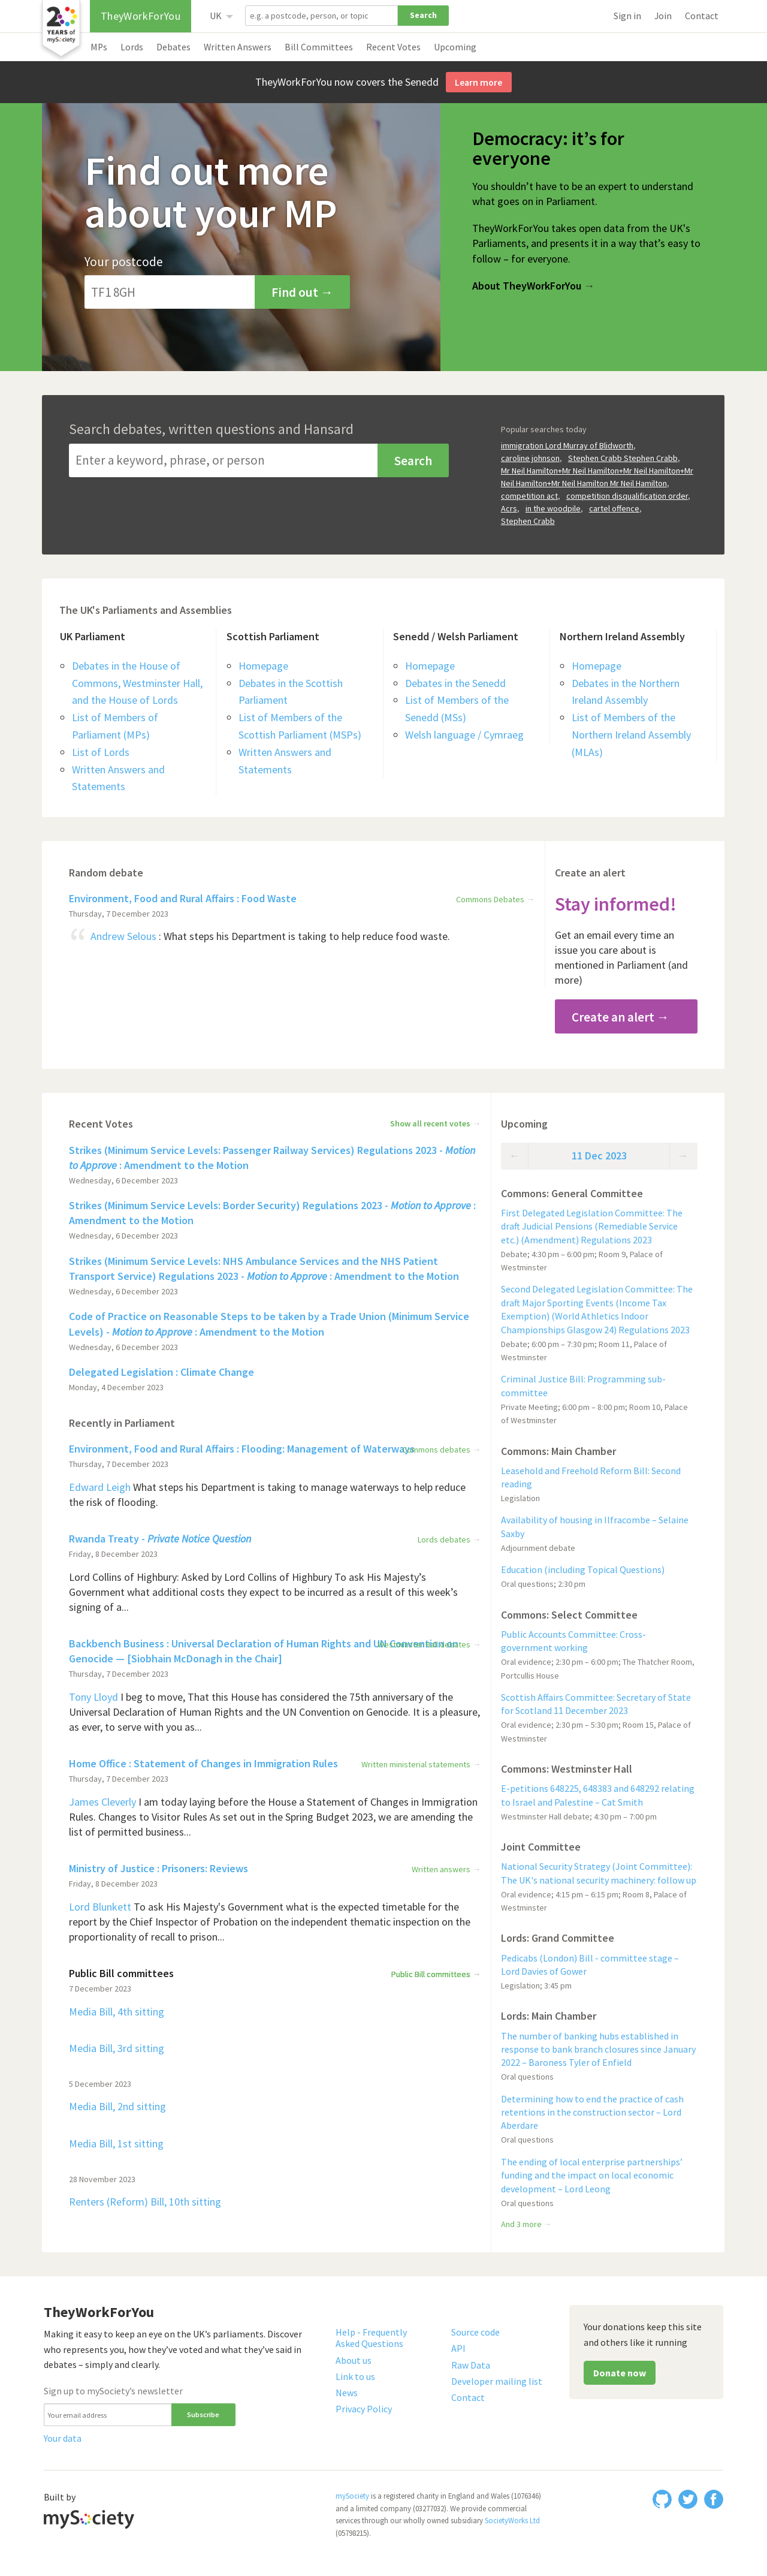 20
YEARS of
mySociety
TheyWorkForYou
UK
e.g. a postcode, person, or topic
Search
Sign in
Join
Contact
MPs
Lords
Debates
Written Answers
Bill Committees
Recent Votes
Upcoming
TheyWorkForYou now covers the Senedd
Learn more
Find out more
about your MP
Your postcode
TF1 8GH
Find out →
Democracy: it’s for
everyone
You shouldn’t have to be an expert to understand
what goes on in Parliament.
TheyWorkForYou takes open data from the UK’s
Parliaments, and presents it in a way that’s easy to
follow – for everyone.
About TheyWorkForYou →
Search debates, written questions and Hansard
Enter a keyword, phrase, or person
Search
Popular searches today
immigration Lord Murray of Blidworth,
caroline johnson, Stephen Crabb Stephen Crabb,
Mr Neil Hamilton+Mr Neil Hamilton+Mr Neil Hamilton+Mr
Neil Hamilton+Mr Neil Hamilton Mr Neil Hamilton,
competition act, competition disqualification order,
Acrs, in the woodpile, cartel offence,
Stephen Crabb
The UK's Parliaments and Assemblies
UK Parliament
Debates in the House of
Commons, Westminster Hall,
and the House of Lords
List of Members of
Parliament (MPs)
List of Lords
Written Answers and
Statements
Scottish Parliament
Homepage
Debates in the Scottish
Parliament
List of Members of the
Scottish Parliament (MSPs)
Written Answers and
Statements
Senedd / Welsh Parliament
Homepage
Debates in the Senedd
List of Members of the
Senedd (MSs)
Welsh language / Cymraeg
Northern Ireland Assembly
Homepage
Debates in the Northern
Ireland Assembly
List of Members of the
Northern Ireland Assembly
(MLAs)
Random debate
Environment, Food and Rural Affairs : Food Waste
Commons Debates →
Thursday, 7 December 2023
Andrew Selous : What steps his Department is taking to help reduce food waste.
Create an alert
Stay informed!
Get an email every time an
issue you care about is
mentioned in Parliament (and
more)
Create an alert →
Recent Votes
Show all recent votes →
Strikes (Minimum Service Levels: Passenger Railway Services) Regulations 2023 - Motion
to Approve : Amendment to the Motion
Wednesday, 6 December 2023
Strikes (Minimum Service Levels: Border Security) Regulations 2023 - Motion to Approve :
Amendment to the Motion
Wednesday, 6 December 2023
Strikes (Minimum Service Levels: NHS Ambulance Services and the NHS Patient
Transport Service) Regulations 2023 - Motion to Approve : Amendment to the Motion
Wednesday, 6 December 2023
Code of Practice on Reasonable Steps to be taken by a Trade Union (Minimum Service
Levels) - Motion to Approve : Amendment to the Motion
Wednesday, 6 December 2023
Delegated Legislation : Climate Change
Monday, 4 December 2023
Recently in Parliament
Environment, Food and Rural Affairs : Flooding: Management of Waterways
Commons debates →
Thursday, 7 December 2023
Edward Leigh What steps his Department is taking to manage waterways to help reduce
the risk of flooding.
Rwanda Treaty - Private Notice Question
Lords debates →
Friday, 8 December 2023
Lord Collins of Highbury: Asked by Lord Collins of Highbury To ask His Majesty’s
Government what additional costs they expect to be incurred as a result of this week’s
signing of a...
Backbench Business : Universal Declaration of Human Rights and UN Convention on
Genocide — [Siobhain McDonagh in the Chair]
Westminster Hall debates →
Thursday, 7 December 2023
Tony Lloyd I beg to move, That this House has considered the 75th anniversary of the
Universal Declaration of Human Rights and the UN Convention on Genocide. It is a pleasure,
as ever, to serve with you as...
Home Office : Statement of Changes in Immigration Rules
Written ministerial statements →
Thursday, 7 December 2023
James Cleverly I am today laying before the House a Statement of Changes in Immigration
Rules. Changes to Visitor Rules As set out in the Spring Budget 2023, we are amending the
list of permitted business...
Ministry of Justice : Prisoners: Reviews
Written answers →
Friday, 8 December 2023
Lord Blunkett To ask His Majesty's Government what is the expected timetable for the
report by the Chief Inspector of Probation on the independent thematic inspection on the
proportionality of recall to prison...
Public Bill committees
Public Bill committees →
7 December 2023
Media Bill, 4th sitting
Media Bill, 3rd sitting
5 December 2023
Media Bill, 2nd sitting
Media Bill, 1st sitting
28 November 2023
Renters (Reform) Bill, 10th sitting
Upcoming
← 11 Dec 2023 →
Commons: General Committee
First Delegated Legislation Committee: The
draft Judicial Pensions (Remediable Service
etc.) (Amendment) Regulations 2023
Debate; 4:30 pm – 6:00 pm; Room 9, Palace of
Westminster
Second Delegated Legislation Committee: The
draft Major Sporting Events (Income Tax
Exemption) (World Athletics Indoor
Championships Glasgow 24) Regulations 2023
Debate; 6:00 pm – 7:30 pm; Room 11, Palace of
Westminster
Criminal Justice Bill: Programming sub-
committee
Private Meeting; 6:00 pm – 8:00 pm; Room 10, Palace
of Westminster
Commons: Main Chamber
Leasehold and Freehold Reform Bill: Second
reading
Legislation
Availability of housing in Ilfracombe – Selaine
Saxby
Adjournment debate
Education (including Topical Questions)
Oral questions; 2:30 pm
Commons: Select Committee
Public Accounts Committee: Cross-
government working
Oral evidence; 2:30 pm – 6:00 pm; The Thatcher Room,
Portcullis House
Scottish Affairs Committee: Secretary of State
for Scotland 11 December 2023
Oral evidence; 2:30 pm – 5:30 pm; Room 15, Palace of
Westminster
Commons: Westminster Hall
E-petitions 648225, 648383 and 648292 relating
to Israel and Palestine – Cat Smith
Westminster Hall debate; 4:30 pm – 7:00 pm
Joint Committee
National Security Strategy (Joint Committee):
The UK's national security machinery: follow up
Oral evidence; 4:15 pm – 6:15 pm; Room 8, Palace of
Westminster
Lords: Grand Committee
Pedicabs (London) Bill - committee stage –
Lord Davies of Gower
Legislation; 3:45 pm
Lords: Main Chamber
The number of banking hubs established in
response to bank branch closures since January
2022 – Baroness Tyler of Enfield
Oral questions
Determining how to end the practice of cash
retentions in the construction sector – Lord
Aberdare
Oral questions
The ending of local enterprise partnerships’
funding and the impact on local economic
development – Lord Leong
Oral questions
And 3 more →
TheyWorkForYou
Making it easy to keep an eye on the UK’s parliaments. Discover
who represents you, how they’ve voted and what they’ve said in
debates – simply and clearly.
Sign up to mySociety’s newsletter
Your email address
Subscribe
Your data
Help - Frequently
Asked Questions
About us
Link to us
News
Privacy Policy
Source code
API
Raw Data
Developer mailing list
Contact
Your donations keep this site
and others like it running
Donate now
Built by
mySociety
mySociety is a registered charity in England and Wales (1076346)
and a limited company (03277032). We provide commercial
services through our wholly owned subsidiary SocietyWorks Ltd
(05798215).